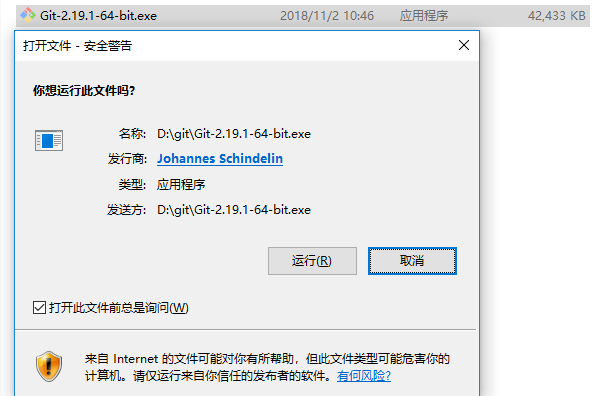 Git-2.19.1-64-bit.exe 2018/11/2 10:46 应用程序 42,433 KB
打开文件 - 安全警告
你想运行此文件吗?
名称: D:\git\Git-2.19.1-64-bit.exe
发行商: Johannes Schindelin
类型: 应用程序
发送方: D:\git\Git-2.19.1-64-bit.exe
运行(R) 取消
打开此文件前总是询问(W)
来自 Internet 的文件可能对你有所帮助，但此文件类型可能危害你的
计算机。请仅运行来自你信任的发布者的软件。有何风险?